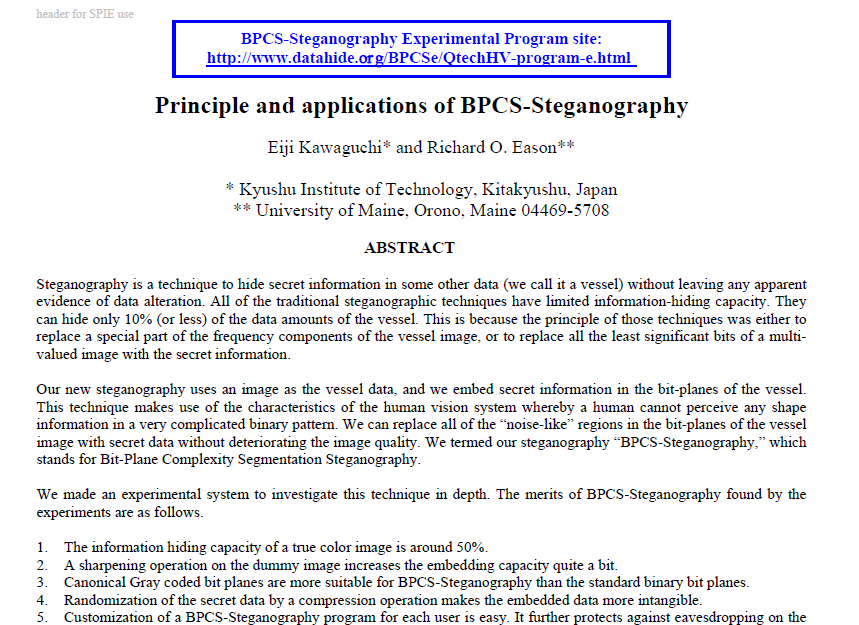 header for SPIE use
BPCS-Steganography Experimental Program site:
http://www.datahide.org/BPCSe/QtechHV-program-e.html
Principle and applications of BPCS-Steganography
Eiji Kawaguchi* and Richard O. Eason**
* Kyushu Institute of Technology, Kitakyushu, Japan
** University of Maine, Orono, Maine 04469-5708
ABSTRACT
Steganography is a technique to hide secret information in some other data (we call it a vessel) without leaving any apparent
evidence of data alteration. All of the traditional steganographic techniques have limited information-hiding capacity. They
can hide only 10% (or less) of the data amounts of the vessel. This is because the principle of those techniques was either to
replace a special part of the frequency components of the vessel image, or to replace all the least significant bits of a multi-
valued image with the secret information.
Our new steganography uses an image as the vessel data, and we embed secret information in the bit-planes of the vessel.
This technique makes use of the characteristics of the human vision system whereby a human cannot perceive any shape
information in a very complicated binary pattern. We can replace all of the “noise-like” regions in the bit-planes of the vessel
image with secret data without deteriorating the image quality. We termed our steganography “BPCS-Steganography,” which
stands for Bit-Plane Complexity Segmentation Steganography.
We made an experimental system to investigate this technique in depth. The merits of BPCS-Steganography found by the
experiments are as follows.
1. The information hiding capacity of a true color image is around 50%.
2. A sharpening operation on the dummy image increases the embedding capacity quite a bit.
3. Canonical Gray coded bit planes are more suitable for BPCS-Steganography than the standard binary bit planes.
4. Randomization of the secret data by a compression operation makes the embedded data more intangible.
5. Customization of a BPCS-Steganography program for each user is easy. It further protects against eavesdropping on the